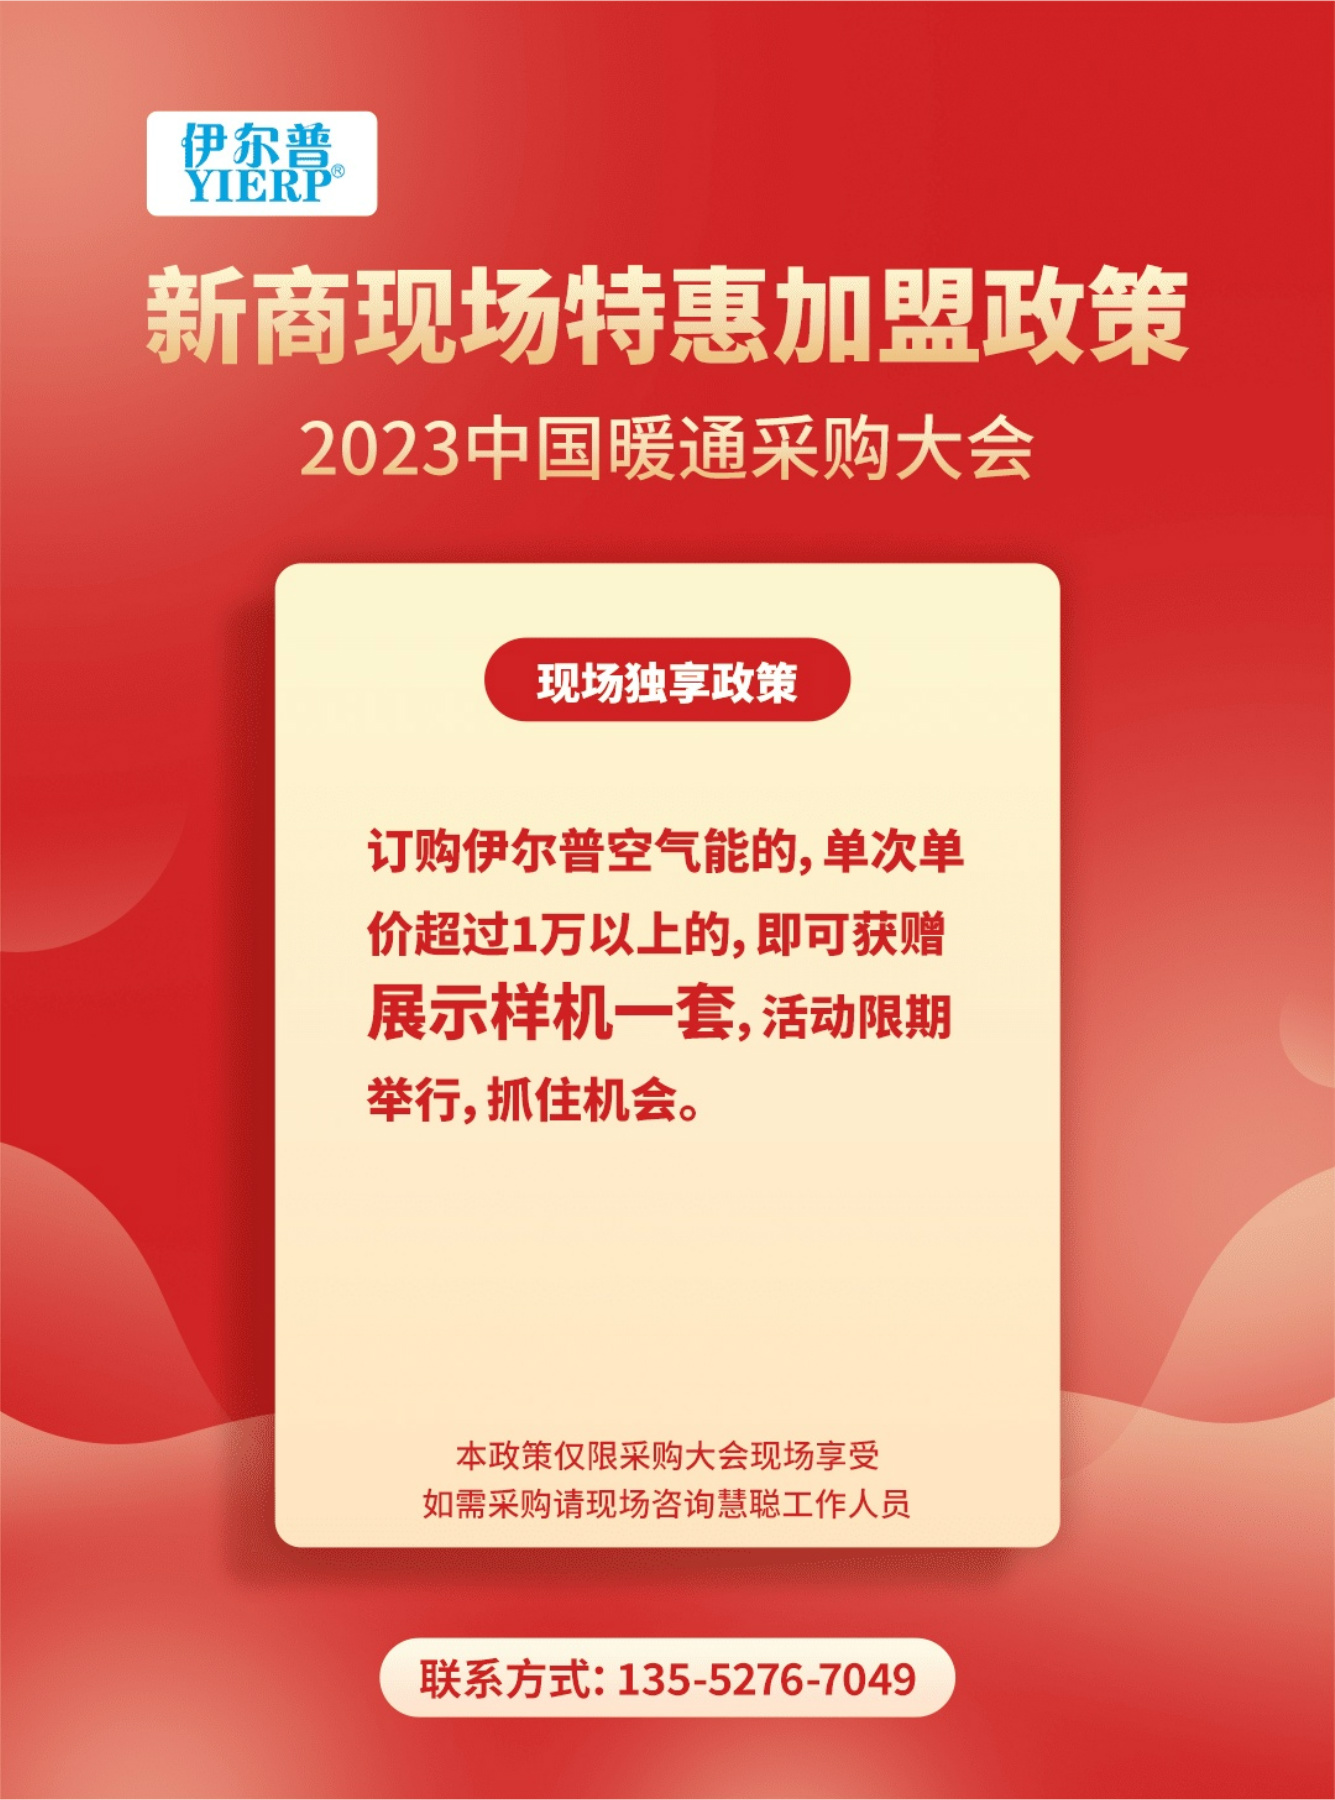 伊尔普
YIERP®
新商现场特惠加盟政策
2023中国暖通采购大会
现场独享政策
订购伊尔普空气能的，单次单
价超过1万以上的，即可获赠
展示样机一套，活动限期
举行，抓住机会。
本政策仅限采购大会现场享受
如需采购请现场咨询慧聪工作人员
联系方式：135-5276-7049